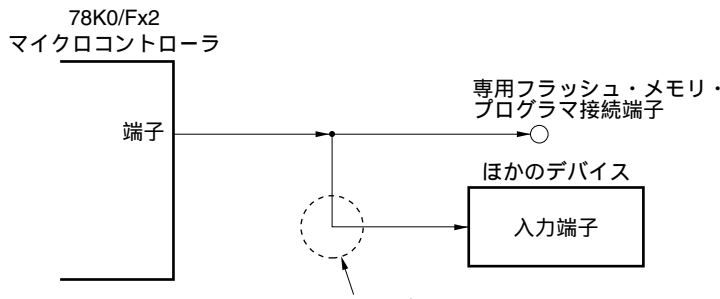 78K0/Fx2
マイクロコントローラ
端子
専用フラッシュ・メモリ・
プログラマ接続端子
ほかのデバイス
入力端子